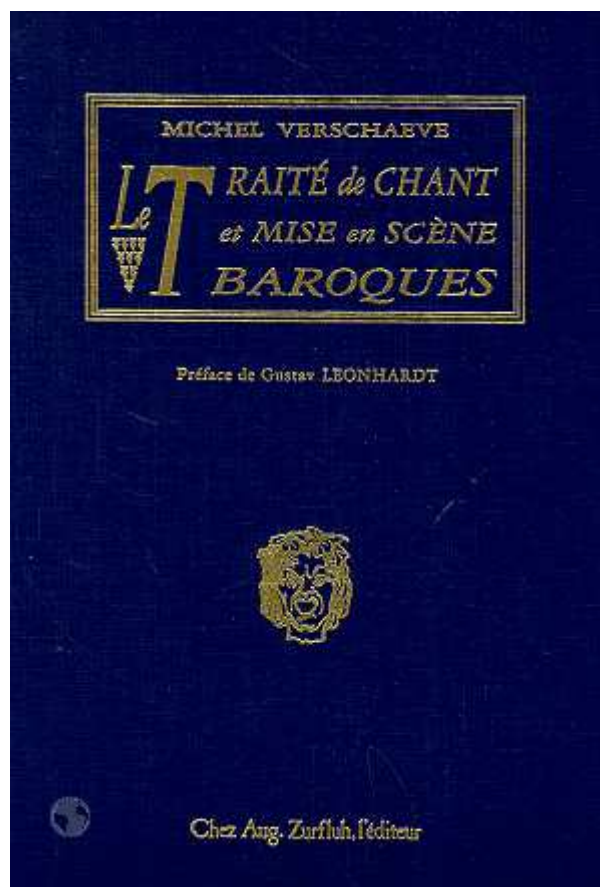 MICHEL VERSCHAEVE
Le TRAITÉ de CHANT
et MISE en SCÈNE
BAROQUES
Préface de Gustav LEONHARDT
Chez Aug. Zurfluh, l'éditeur